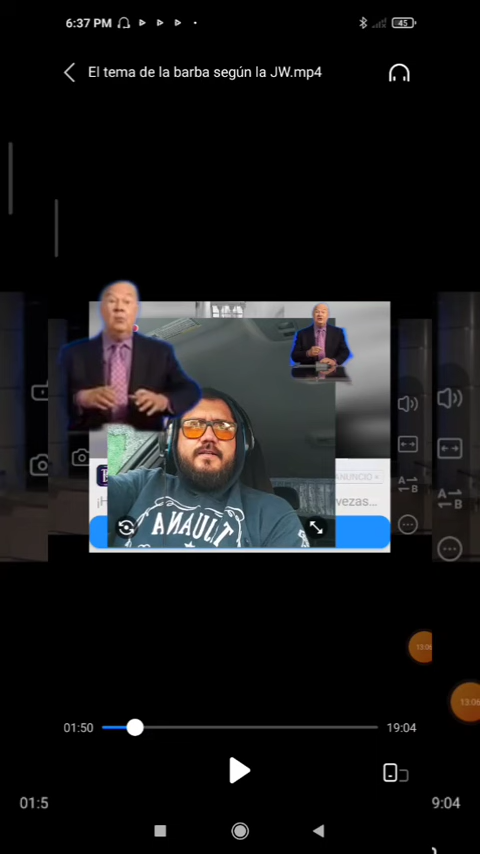 6:37 PM
45
El tema de la barba según la JW.mp4
ANUNCIO
vezas...
TIJUANA
A
B
A
B
13:06
13:06
01:50
19:04
01:5
9:04